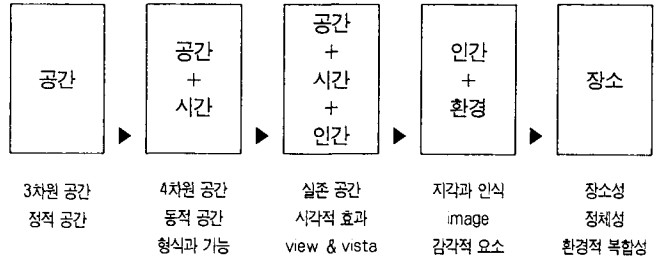 공간
공간
+
시간
공간
+
시간
+
인간
인간
+
환경
장소
▶ ▶ ▶ ▶
3차원 공간
정적 공간
4차원 공간
동적 공간
형식과 기능
실존 공간
시각적 효과
view & vista
지각과 인식
image
감각적 요소
장소성
정체성
환경적 복합성